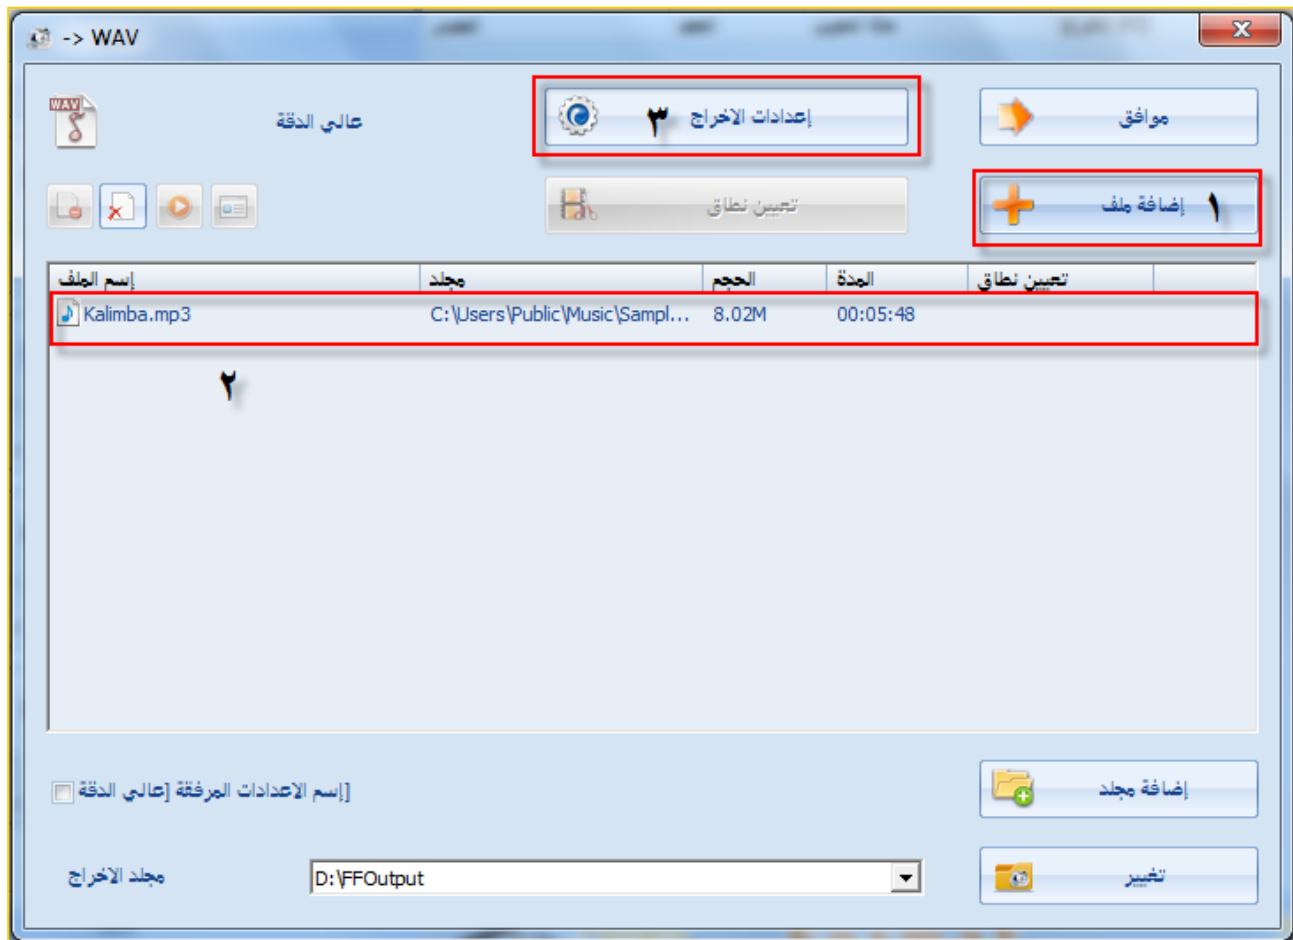 -> WAV
WAV
عالي الدقة
إعدادات الاخراج ٣
موافق
تعيين نطاق
إضافة ملف ١
إسم الملف مجلد الحجم المدة تعيين نطاق
Kalimba.mp3 C:\Users\Public\Music\Sampl... 8.02M 00:05:48
٢
[إسم الاعدادات المرفقة [عالي الدقة
إضافة مجلد
مجلد الاخراج D:\FFOutput تغيير